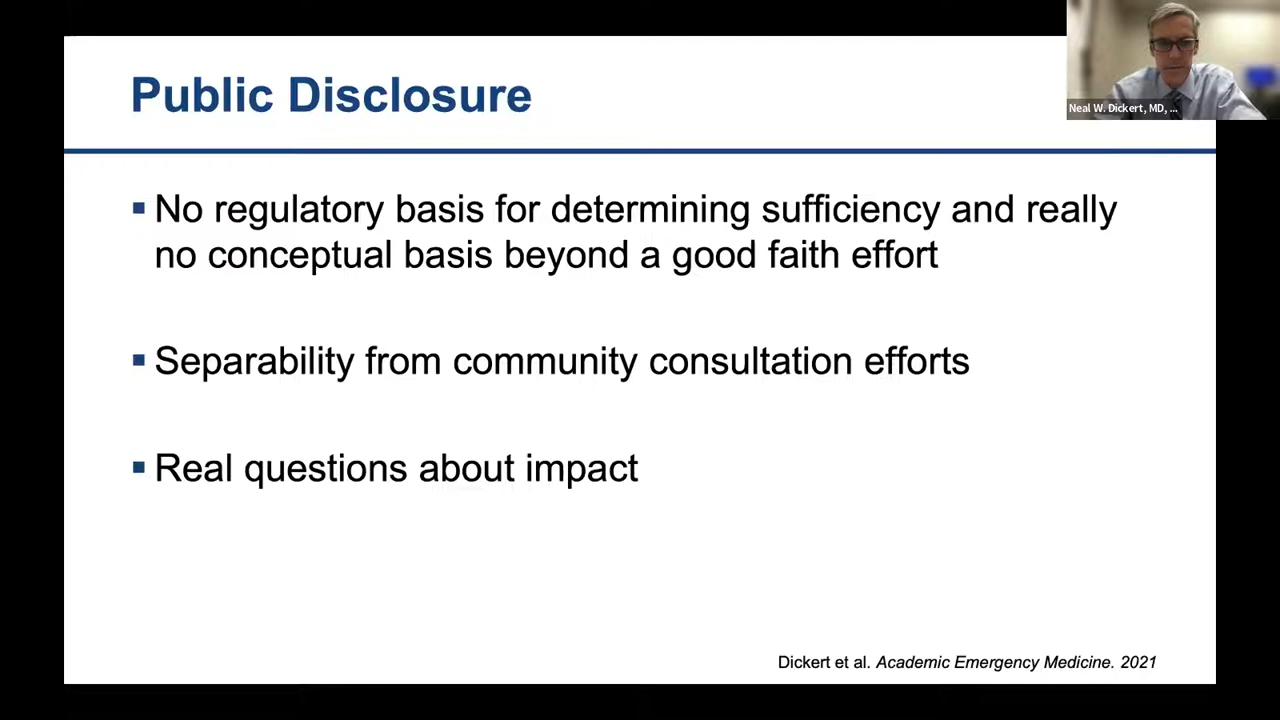 Public Disclosure
Neal W. Dickert, MD, ...
▪ No regulatory basis for determining sufficiency and really
no conceptual basis beyond a good faith effort
▪ Separability from community consultation efforts
▪ Real questions about impact
Dickert et al. Academic Emergency Medicine. 2021